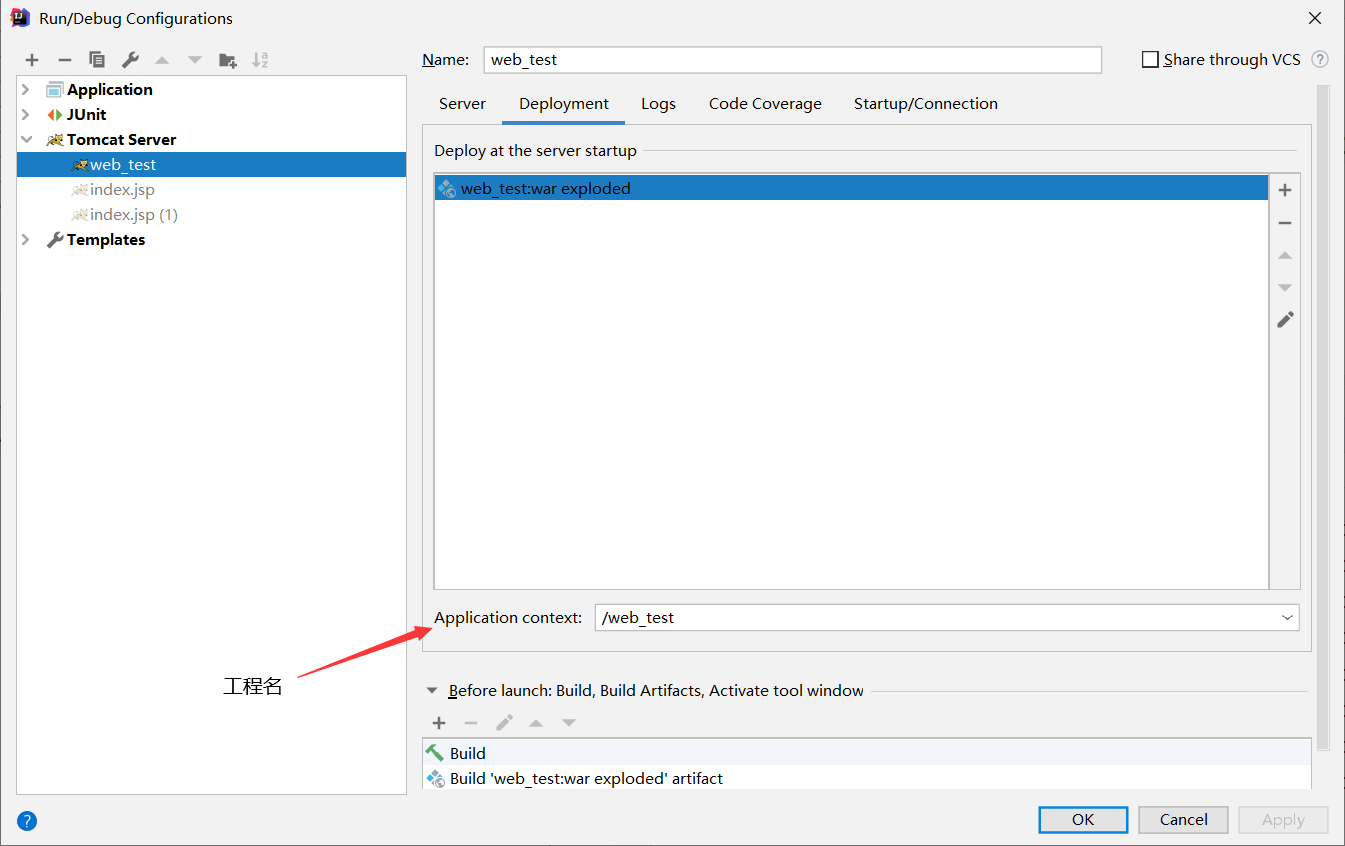 Run/Debug Configurations
Name: web_test
Share through VCS
?
Application
JUnit
Tomcat Server
web_test
index.jsp
index.jsp (1)
Templates
Server Deployment Logs Code Coverage Startup/Connection
Deploy at the server startup
web_test:war exploded
Application context: /web_test
工程名
Before launch: Build, Build Artifacts, Activate tool window
Build
Build 'web_test:war exploded' artifact
?
OK Cancel Apply